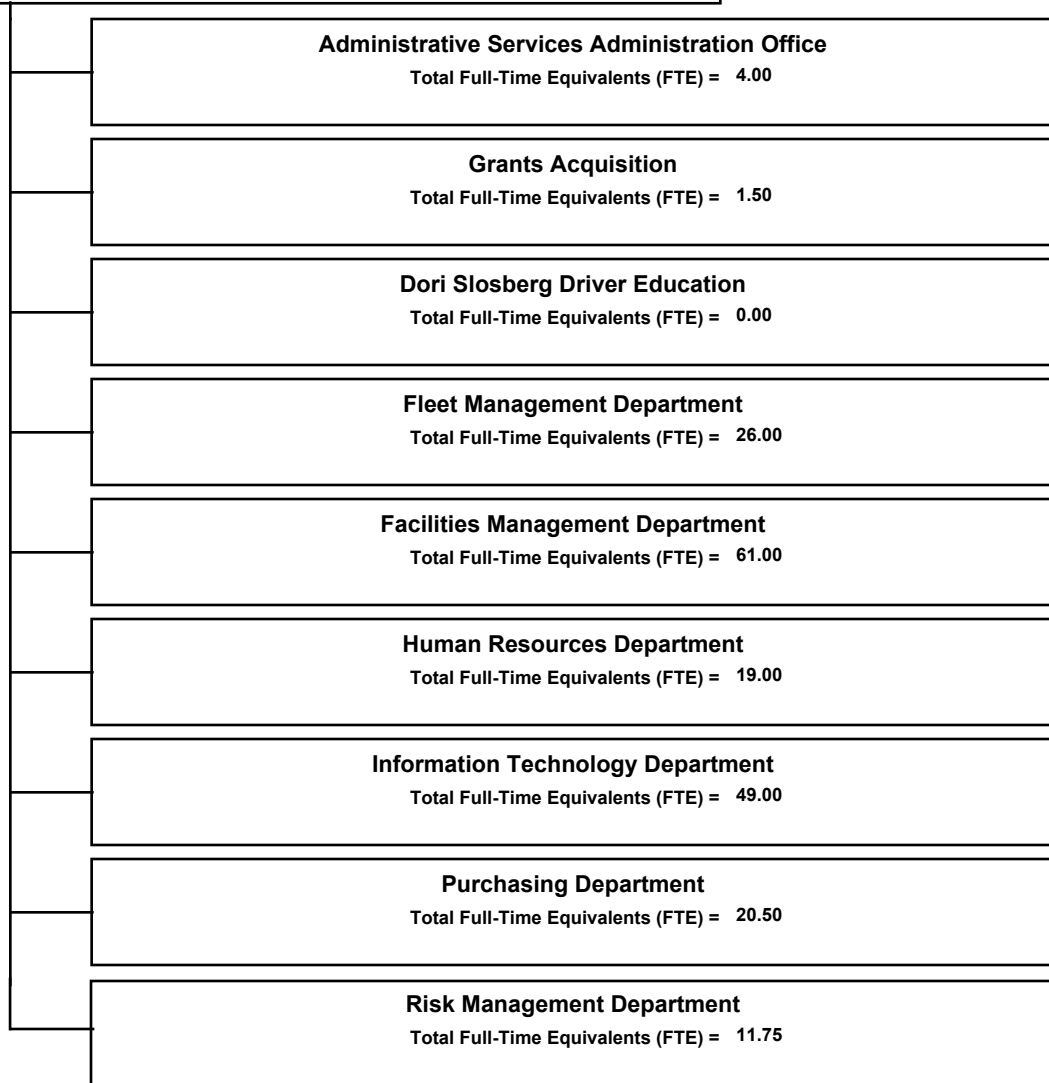 Administrative Services Administration Office
Total Full-Time Equivalents (FTE) = 4.00
Grants Acquisition
Total Full-Time Equivalents (FTE) = 1.50
Dori Slosberg Driver Education
Total Full-Time Equivalents (FTE) = 0.00
Fleet Management Department
Total Full-Time Equivalents (FTE) = 26.00
Facilities Management Department
Total Full-Time Equivalents (FTE) = 61.00
Human Resources Department
Total Full-Time Equivalents (FTE) = 19.00
Information Technology Department
Total Full-Time Equivalents (FTE) = 49.00
Purchasing Department
Total Full-Time Equivalents (FTE) = 20.50
Risk Management Department
Total Full-Time Equivalents (FTE) = 11.75